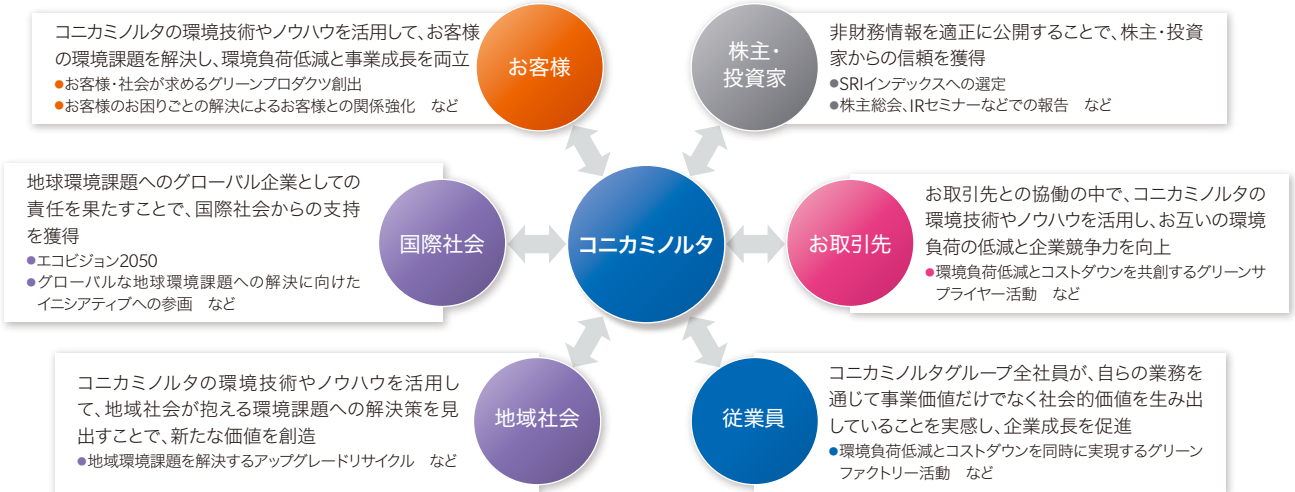 コニカミノルタの環境技術やノウハウを活用して、お客様
の環境課題を解決し、環境負荷低減と事業成長を両立
●お客様・社会が求めるグリーンプロダクツ創出
●お客様のお困りごとの解決によるお客様との関係強化　など
お客様
株主・
投資家
非財務情報を適正に公開することで、株主・投資
家からの信頼を獲得
●SRIインデックスへの選定
●株主総会、IRセミナーなどでの報告　など
地球環境課題へのグローバル企業としての
責任を果たすことで、国際社会からの支持
を獲得
●エコビジョン2050
●グローバルな地球環境課題への解決に向けた
イニシアティブへの参画　など
国際社会
コニカミノルタ
お取引先
お取引先との協働の中で、コニカミノルタの
環境技術やノウハウを活用し、お互いの環境
負荷の低減と企業競争力を向上
●環境負荷低減とコストダウンを共創するグリーンサ
プライヤー活動　など
コニカミノルタの環境技術やノウハウを活用し
て、地域社会が抱える環境課題への解決策を見
出すことで、新たな価値を創造
●地域環境課題を解決するアップグレードリサイクル　など
地域社会
従業員
コニカミノルタグループ全社員が、自らの業務を
通じて事業価値だけでなく社会的価値を生み出
していることを実感し、企業成長を促進
●環境負荷低減とコストダウンを同時に実現するグリーン
ファクトリー活動　など